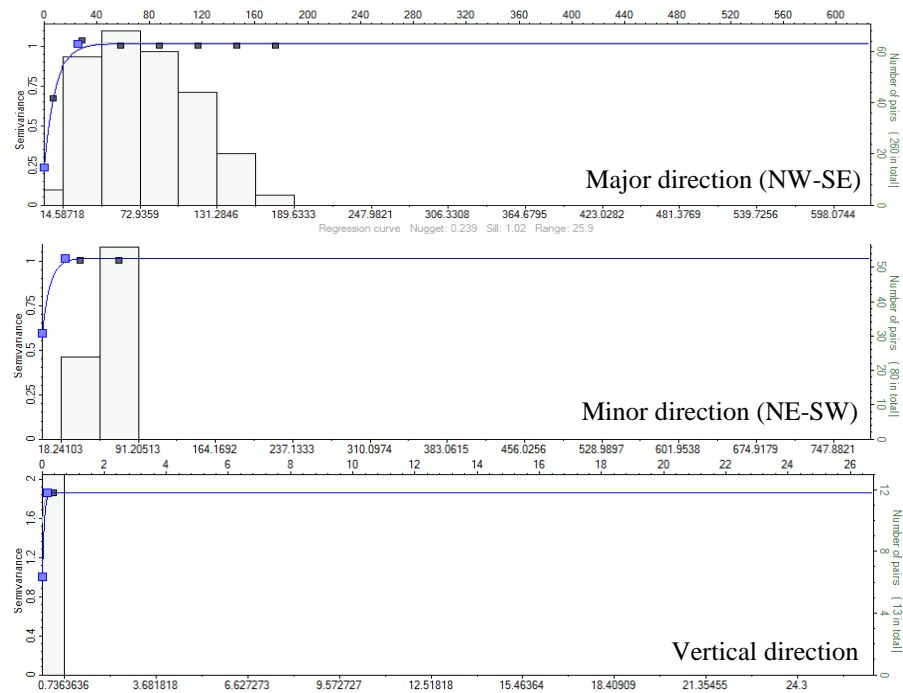 0 40 80 120 160 200 240 280 320 360 400 440 480 520 560 600
Semivariance
0.25 0.5 0.75 1
Number of pairs ( 260 in total)
0 20 40 60
Major direction (NW-SE)
14.58718 72.9359 131.2846 189.6333 247.9821 306.3308 364.6795 423.0282 481.3769 539.7256 598.0744
Regression curve Nugget: 0.239 Sill: 1.02 Range: 25.9
Semivariance
0 0.25 0.5 0.75 1
Number of pairs ( 80 in total)
0 10 20 30 40 50
Minor direction (NE-SW)
18.24103 91.20513 164.1692 237.1333 310.0974 383.0615 456.0256 528.9897 601.9538 674.9179 747.8821
0 2 4 6 8 10 12 14 16 18 20 22 24 26
Semivariance
0 0.4 0.8 1.2 1.6 2
Number of pairs ( 13 in total)
4 8 12
Vertical direction
0.7363636 3.681818 6.627273 9.572727 12.51818 15.46364 18.40909 21.35455 24.3